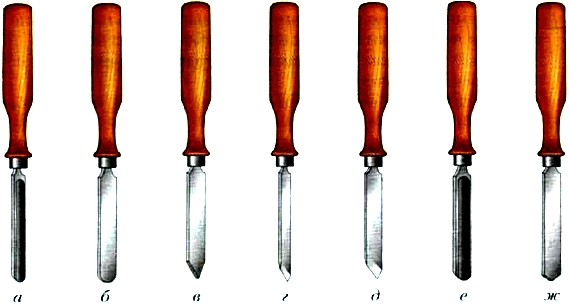 а б в г д е ж